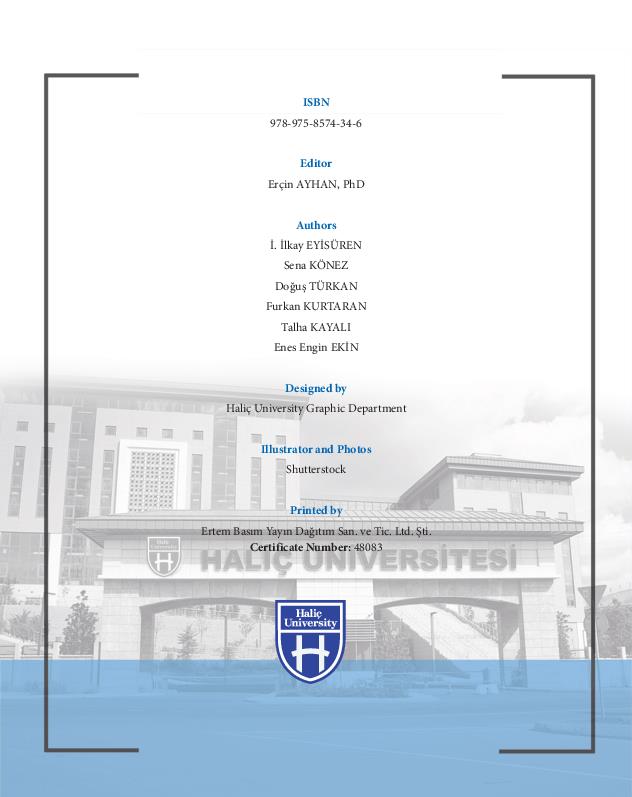 ISBN
978-975-8574-34-6
Editor
Erçin AYHAN, PhD
Authors
İ. İlkay EYİSÜREN
Sena KÖNEZ
Doğuş TÜRKAN
Furkan KURTARAN
Talha KAYALI
Enes Engin EKİN
Designed by
Haliç University Graphic Department
Illustrator and Photos
Shutterstock
Printed by
Ertem Basım Yayın Dağıtım San. ve Tic. Ltd. Şti.
Certificate Number: 48083
Haliç
HALİÇ ÜNİVERSİTESİ
Haliç
University